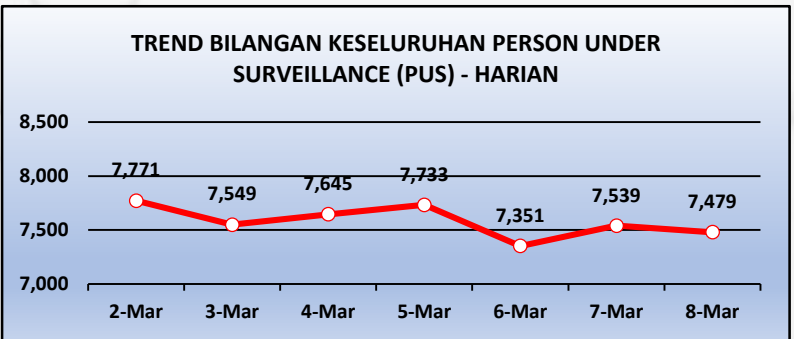 TREND BILANGAN KESELURUHAN PERSON UNDER
SURVEILLANCE (PUS) - HARIAN
8,500
8,000
7,500
7,000
7,771
7,549
7,645
7,733
7,351
7,539
7,479
2-Mar
3-Mar
4-Mar
5-Mar
6-Mar
7-Mar
8-Mar